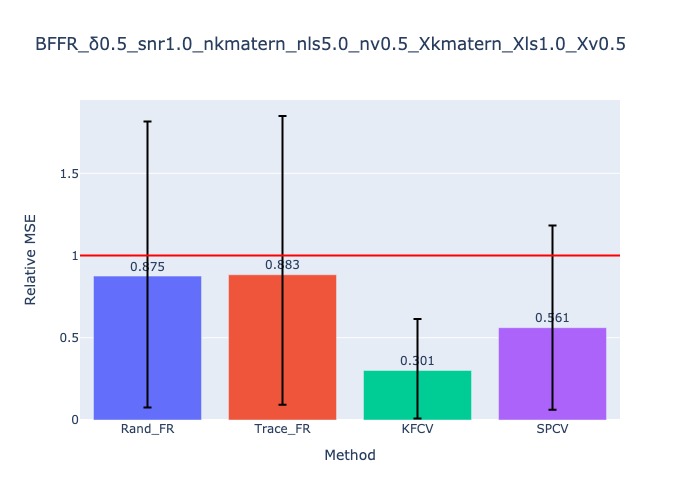 BFFR_δ0.5_snr1.0_nkmatern_nls5.0_nv0.5_Xkmatern_Xls1.0_Xv0.5
Relative MSE
1.5
1
0.5
0
0.875
0.883
0.301
0.561
Rand_FR
Trace_FR
KFCV
SPCV
Method